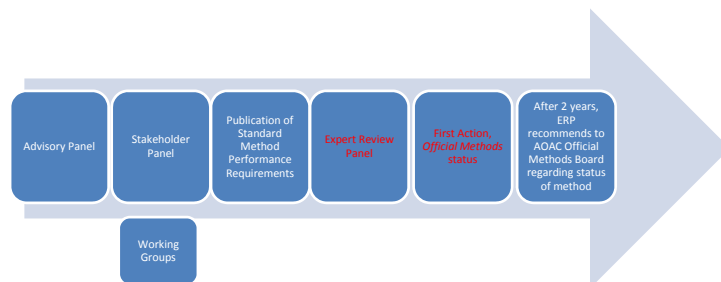 Advisory Panel
Stakeholder
Panel
Publication of
Standard
Method
Performance
Requirements
Expert Review
Panel
First Action,
Official Methods
status
After 2 years,
ERP
recommends to
AOAC Official
Methods Board
regarding status
of method
Working
Groups